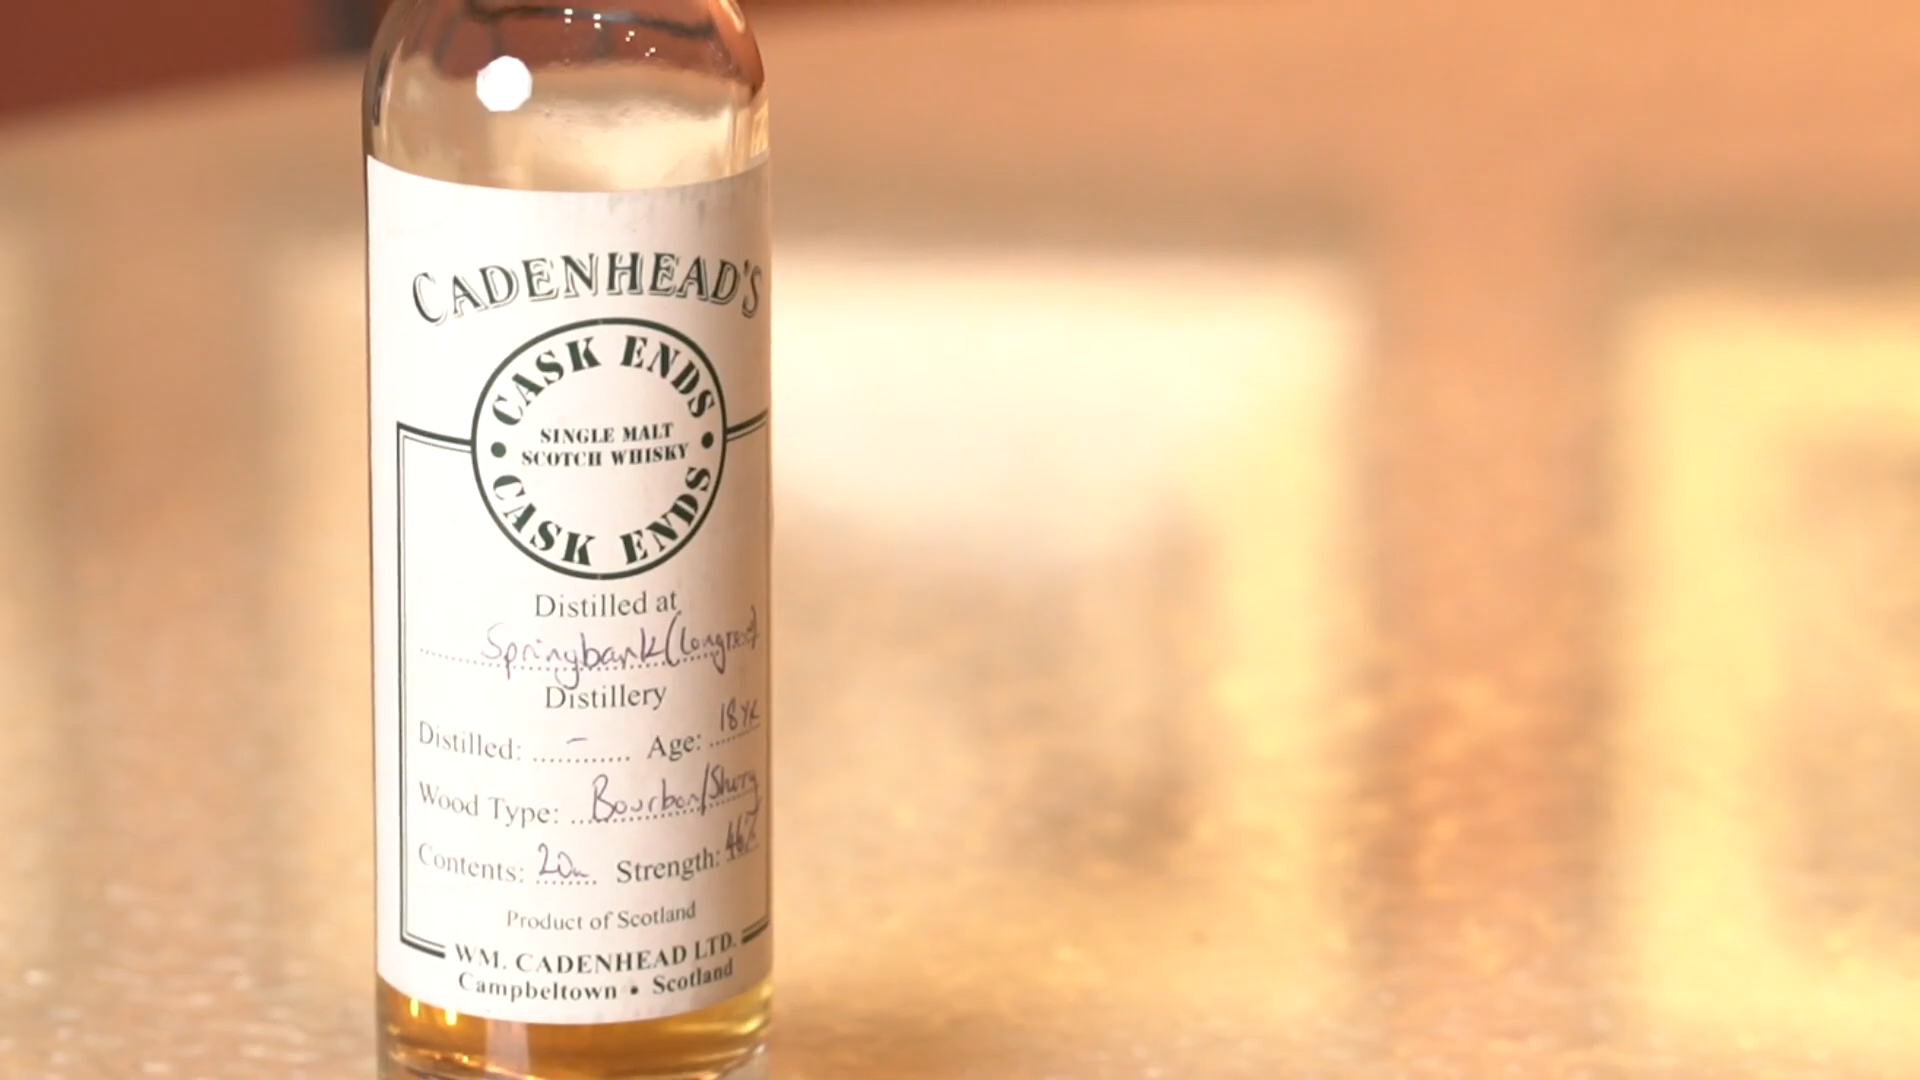 CADENHEAD'S
CASK ENDS
SINGLE MALT
SCOTCH WHISKY
CASK ENDS
Distilled at
Springbank (Longrow)
Distillery
Distilled: – Age: 18YR
Wood Type: Bourbon/Sherry
Contents: 20 Strength: 46%
Product of Scotland
WM. CADENHEAD LTD.
Campbeltown • Scotland